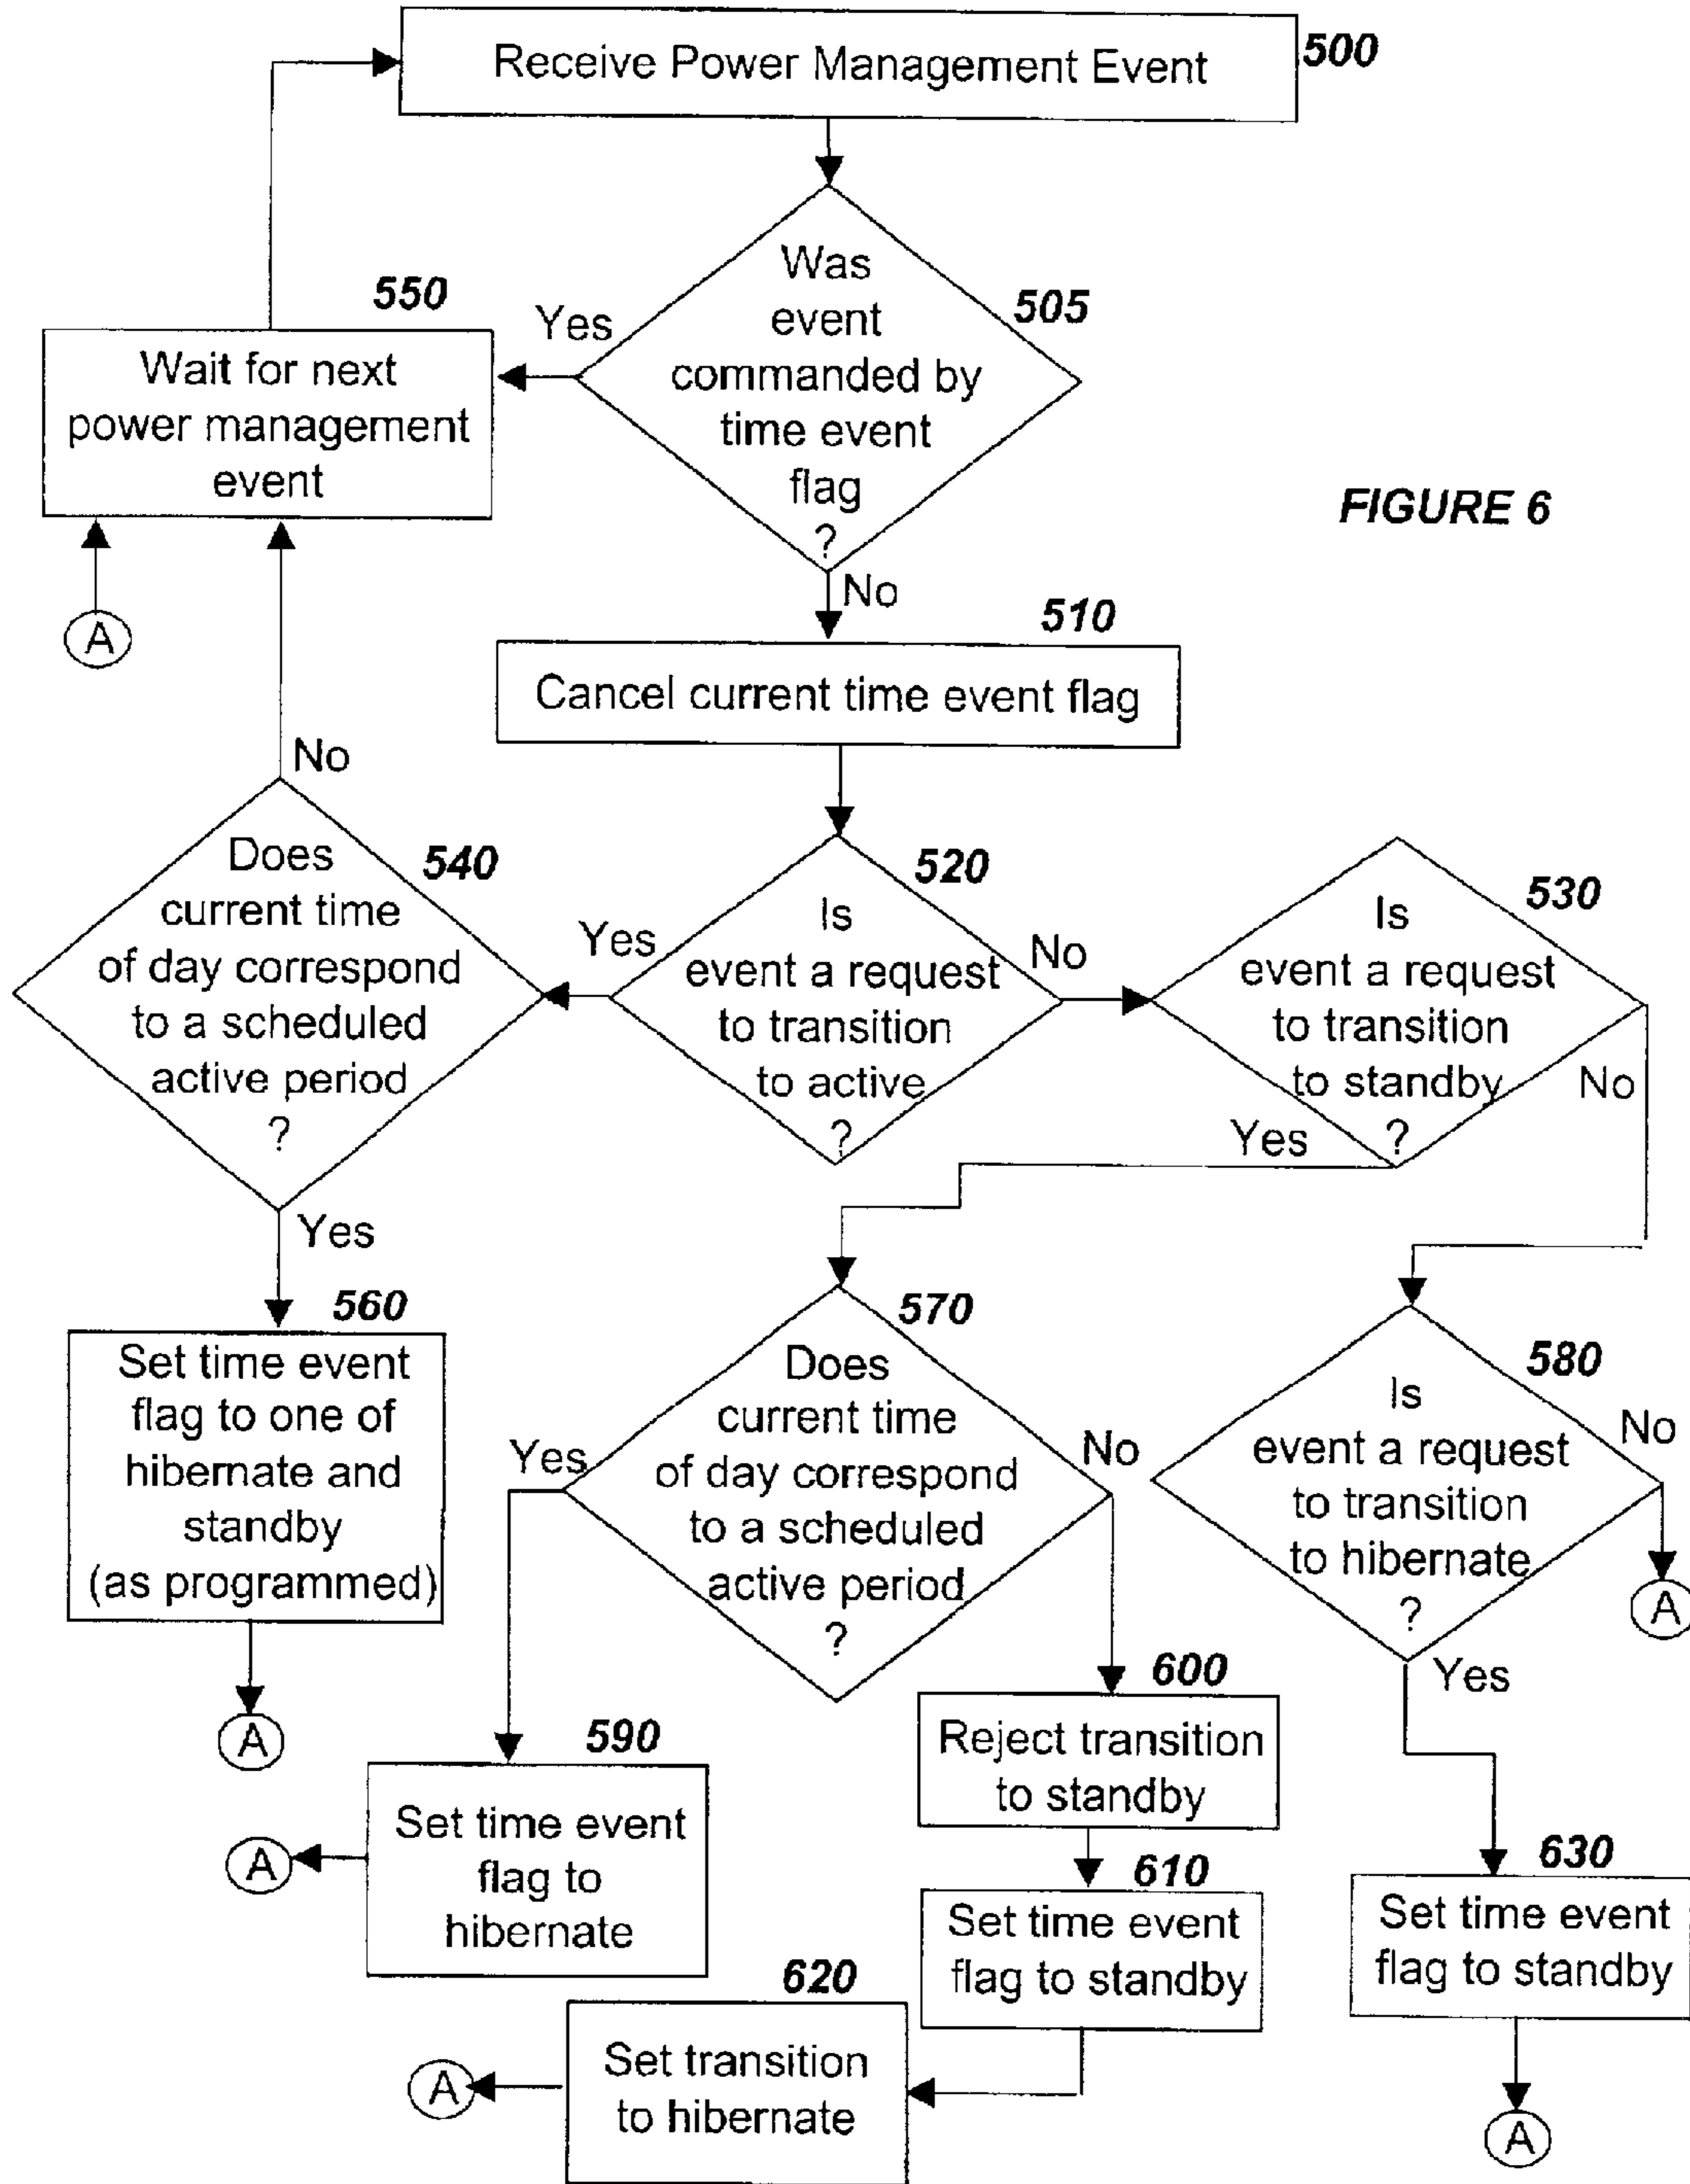 Receive Power Management Event
500
Was
event
commanded by
time event
flag
?
505
Yes
No
550
Wait for next
power management
event
A
FIGURE 6
510
Cancel current time event flag
No
Does
current time
of day correspond
to a scheduled
active period
?
540
Yes
Is
event a request
to transition
to active
?
520
Yes
No
Is
event a request
to transition
to standby
?
530
Yes
No
560
Set time event
flag to one of
hibernate and
standby
(as programmed)
A
Does
current time
of day correspond
to a scheduled
active period
?
570
Yes
No
Is
event a request
to transition
to hibernate
?
580
No
A
Yes
590
Set time event
flag to
hibernate
A
600
Reject transition
to standby
610
Set time event
flag to standby
620
Set transition
to hibernate
A
630
Set time event
flag to standby
A